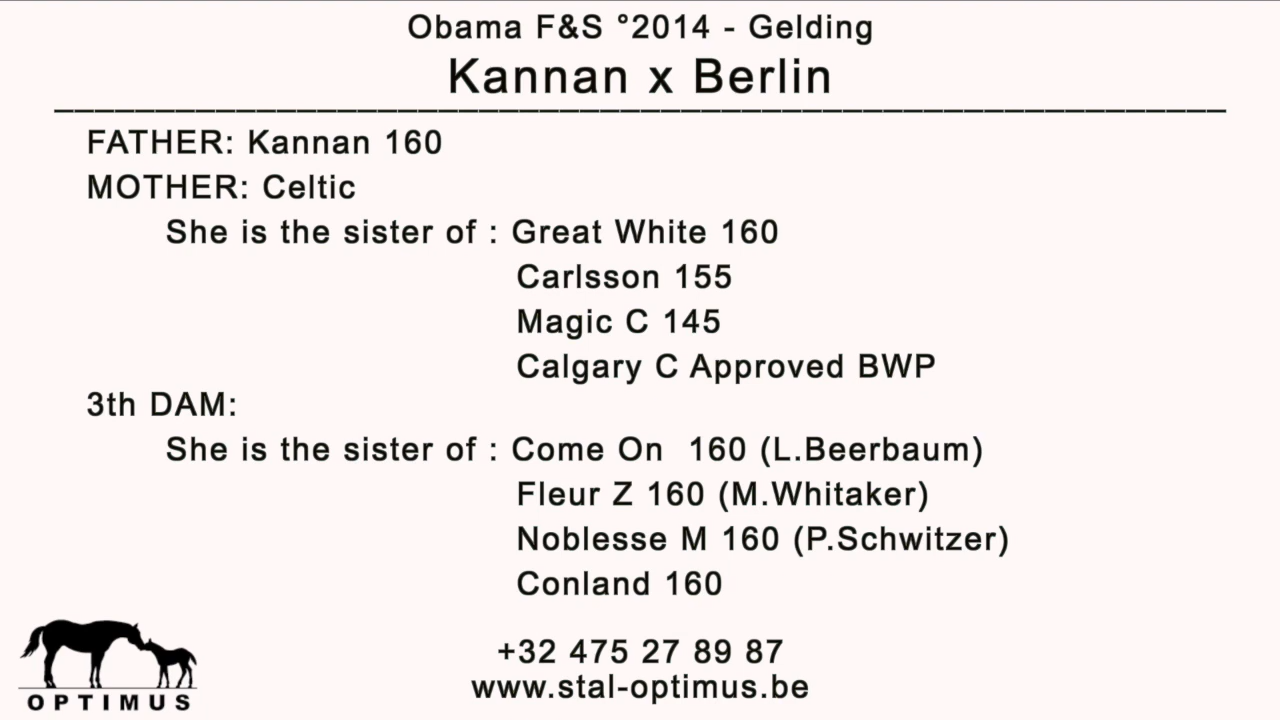 Obama F&S °2014 - Gelding
Kannan x Berlin
FATHER: Kannan 160
MOTHER: Celtic
She is the sister of : Great White 160
Carlsson 155
Magic C 145
Calgary C Approved BWP
3th DAM:
She is the sister of : Come On 160 (L.Beerbaum)
Fleur Z 160 (M.Whitaker)
Noblesse M 160 (P.Schwitzer)
Conland 160
+32 475 27 89 87
www.stal-optimus.be
OPTIMUS